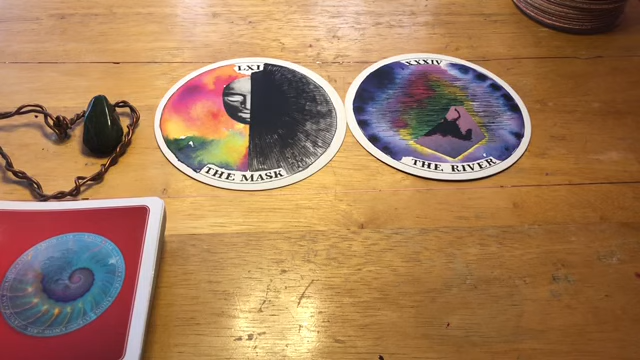 LXI
THE MASK
XXXIV
THE RIVER